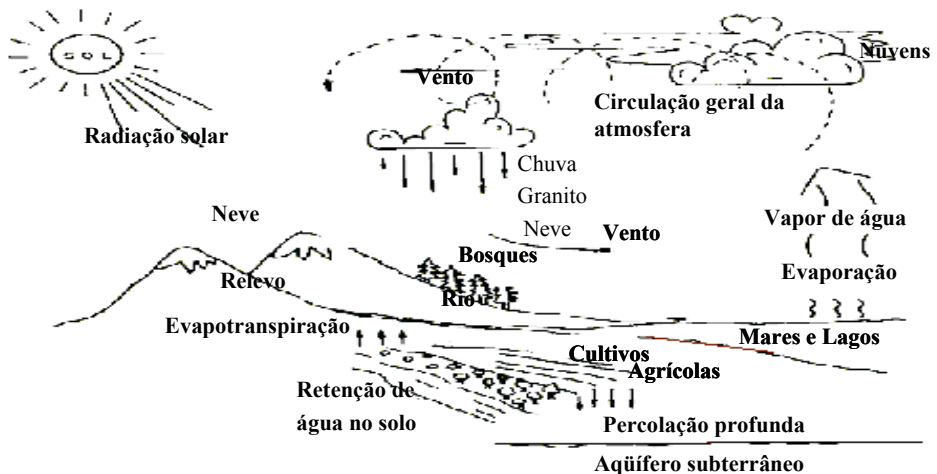 SOL
Nuvens
Vento
Circulação geral da
atmosfera
Radiação solar
Chuva
Granito
Neve
Neve
Vapor de água
Vento
Bosques
Evaporação
Relevo
Rio
Evapotranspiração
Mares e Lagos
Cultivos
Agrícolas
Retenção de
água no solo
Percolação profunda
Aqüífero subterrâneo